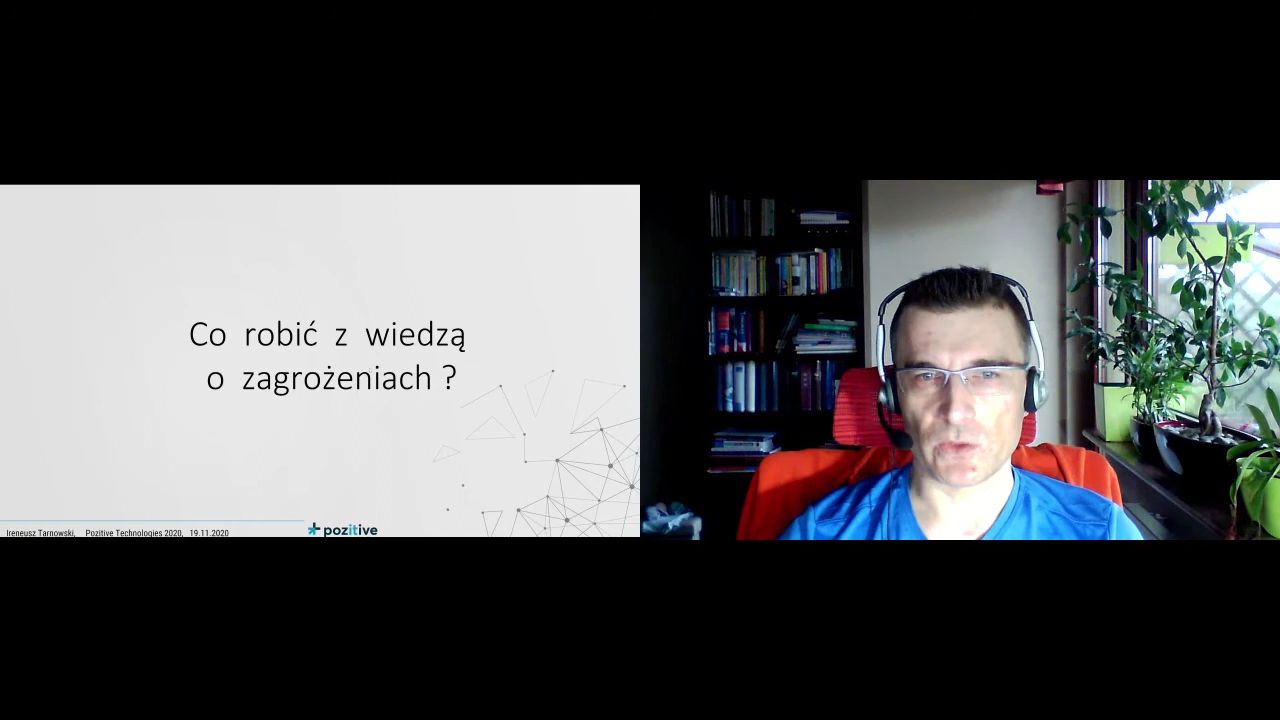 Co robić z wiedzą
o zagrożeniach ?
Ireneusz Tarnowski, Pozitive Technologies 2020, 19.11.2020
pozitive